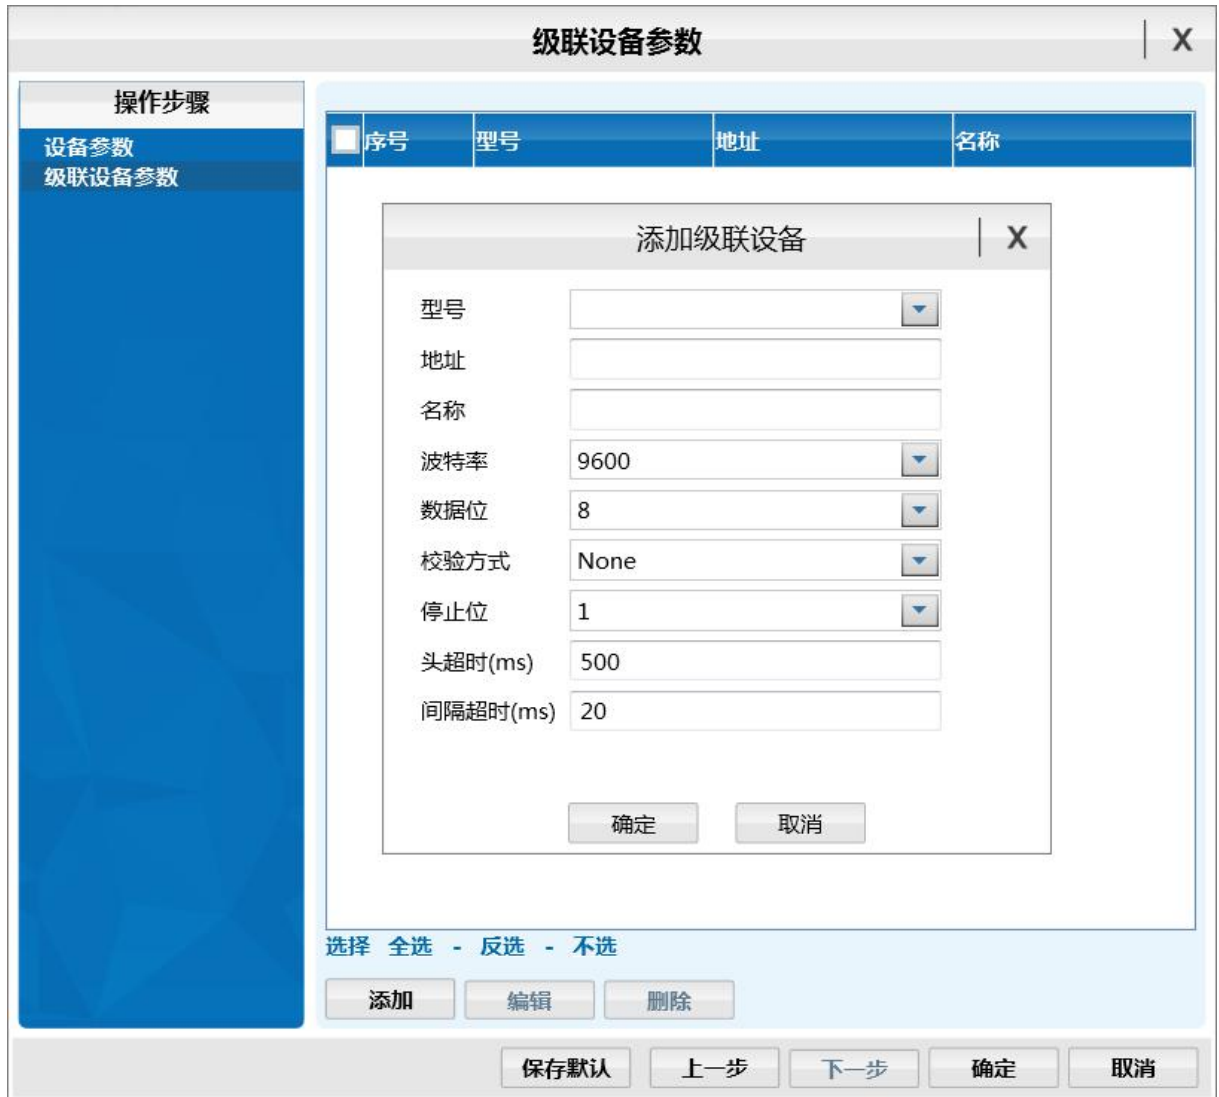 级联设备参数 X
操作步骤
设备参数
级联设备参数
序号 型号 地址 名称
添加级联设备 X
型号
地址
名称
波特率 9600
数据位 8
校验方式 None
停止位 1
头超时(ms) 500
间隔超时(ms) 20
确定 取消
选择 全选 - 反选 - 不选
添加 编辑 删除
保存默认 上一步 下一步 确定 取消